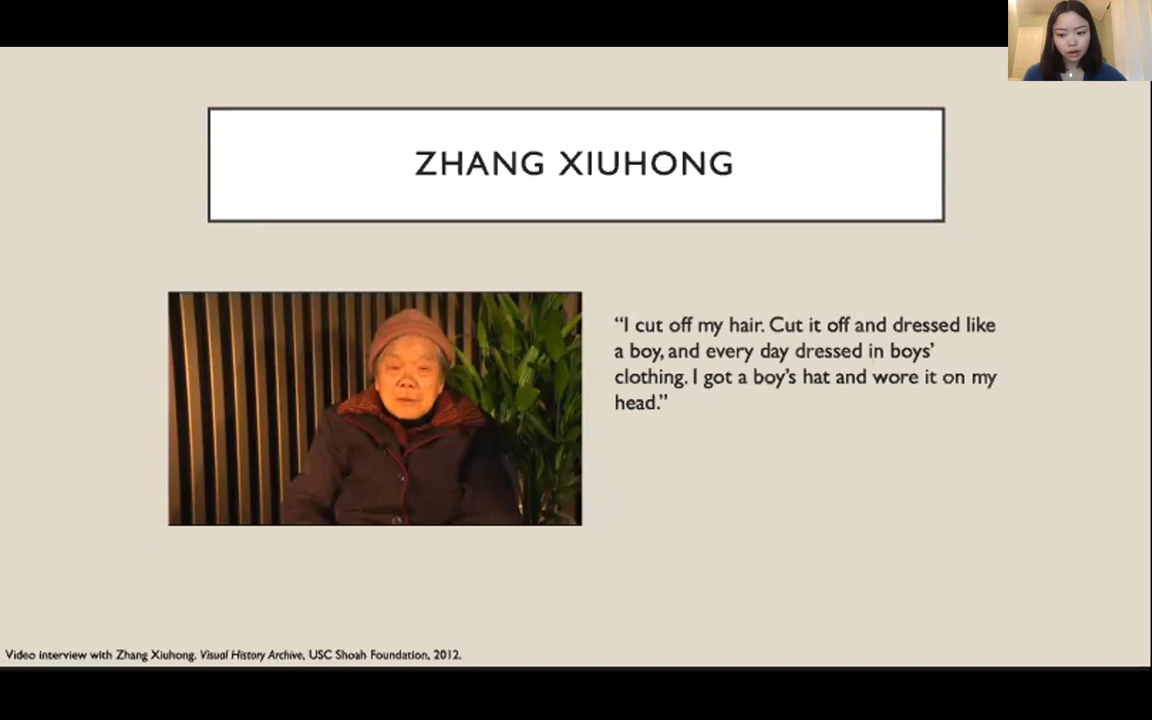 ZHANG XIUHONG
“I cut off my hair. Cut it off and dressed like
a boy, and every day dressed in boys’
clothing. I got a boy’s hat and wore it on my
head.”
Video interview with Zhang Xiuhong. Visual History Archive, USC Shoah Foundation, 2012.